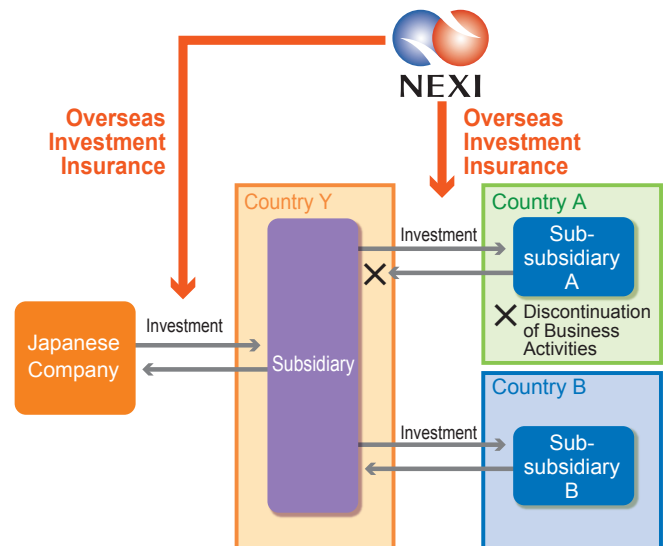 NEXI
Overseas
Investment
Insurance
Overseas
Investment
Insurance
Country Y
Country A
Investment
Sub-
subsidiary
A
Discontinuation
of Business
Activities
Japanese
Company
Investment
Subsidiary
Country B
Investment
Sub-
subsidiary
B